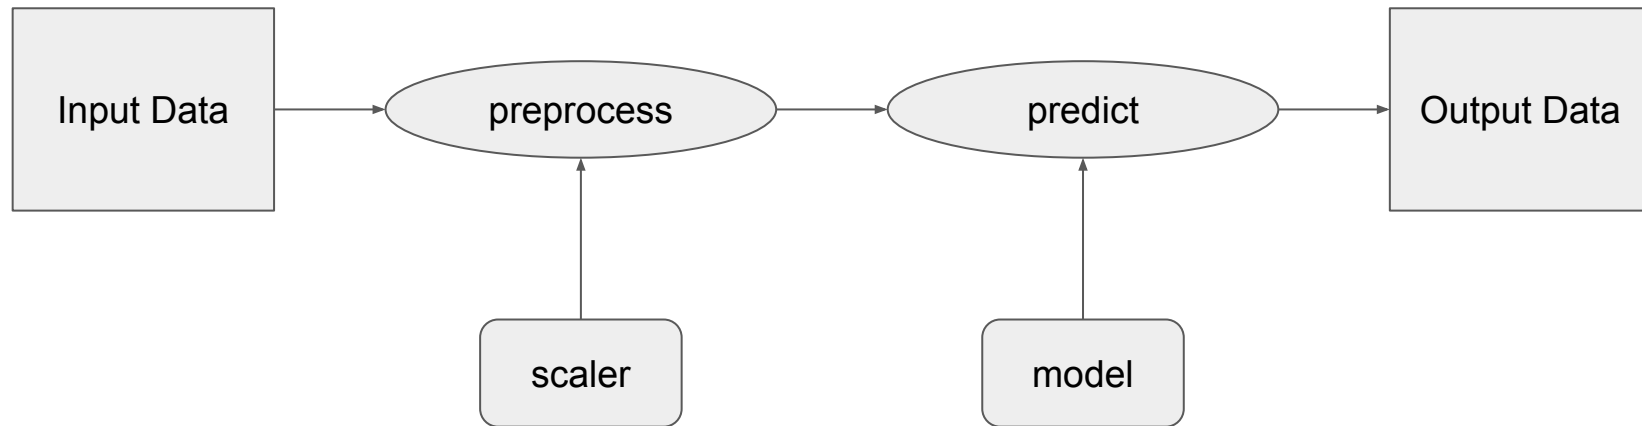 Input Data
preprocess
predict
Output Data
scaler
model